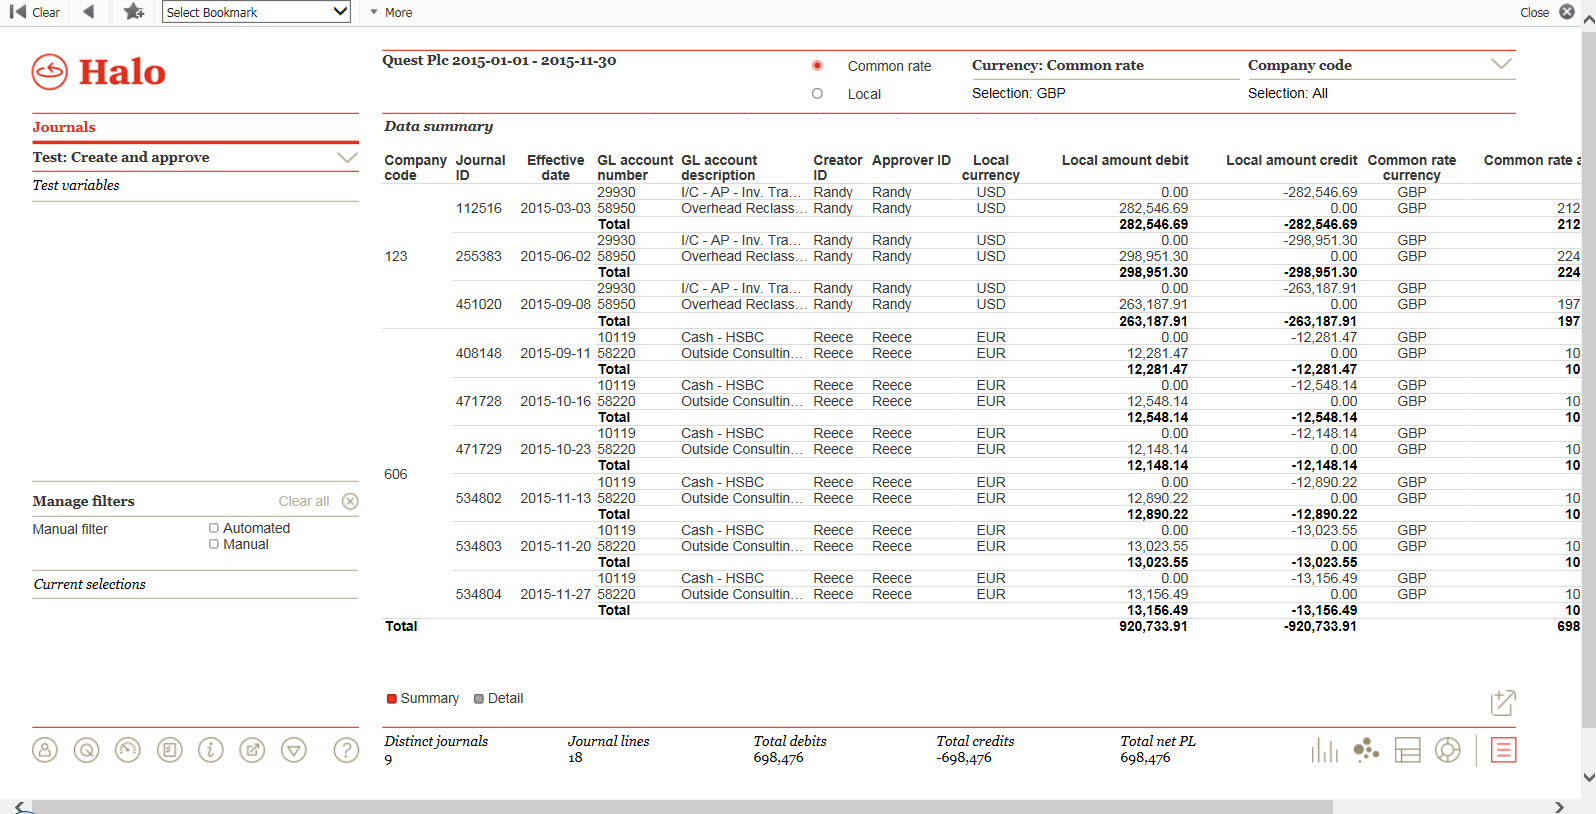 Clear Select Bookmark More Close
Halo
Quest Plc 2015-01-01 - 2015-11-30
Common rate
Local
Currency: Common rate
Selection: GBP
Company code
Selection: All
Journals
Test: Create and approve
Test variables
Data summary
Company code Journal ID Effective date GL account number GL account description Creator ID Approver ID Local currency Local amount debit Local amount credit Common rate currency Common rate a
29930 I/C - AP - Inv. Tra... Randy Randy USD 0.00 -282,546.69 GBP
112516 2015-03-03 58950 Overhead Reclass... Randy Randy USD 282,546.69 0.00 GBP 212
Total 282,546.69 -282,546.69 212
29930 I/C - AP - Inv. Tra... Randy Randy USD 0.00 -298,951.30 GBP
123 255383 2015-06-02 58950 Overhead Reclass... Randy Randy USD 298,951.30 0.00 GBP 224
Total 298,951.30 -298,951.30 224
29930 I/C - AP - Inv. Tra... Randy Randy USD 0.00 -263,187.91 GBP
451020 2015-09-08 58950 Overhead Reclass... Randy Randy USD 263,187.91 0.00 GBP 197
Total 263,187.91 -263,187.91 197
10119 Cash - HSBC Reece Reece EUR 0.00 -12,281.47 GBP
408148 2015-09-11 58220 Outside Consultin... Reece Reece EUR 12,281.47 0.00 GBP 10
Total 12,281.47 -12,281.47 10
10119 Cash - HSBC Reece Reece EUR 0.00 -12,548.14 GBP
471728 2015-10-16 58220 Outside Consultin... Reece Reece EUR 12,548.14 0.00 GBP 10
Total 12,548.14 -12,548.14 10
10119 Cash - HSBC Reece Reece EUR 0.00 -12,148.14 GBP
471729 2015-10-23 58220 Outside Consultin... Reece Reece EUR 12,148.14 0.00 GBP 10
Total 12,148.14 -12,148.14 10
606
10119 Cash - HSBC Reece Reece EUR 0.00 -12,890.22 GBP
534802 2015-11-13 58220 Outside Consultin... Reece Reece EUR 12,890.22 0.00 GBP 10
Total 12,890.22 -12,890.22 10
10119 Cash - HSBC Reece Reece EUR 0.00 -13,023.55 GBP
534803 2015-11-20 58220 Outside Consultin... Reece Reece EUR 13,023.55 0.00 GBP 10
Total 13,023.55 -13,023.55 10
10119 Cash - HSBC Reece Reece EUR 0.00 -13,156.49 GBP
534804 2015-11-27 58220 Outside Consultin... Reece Reece EUR 13,156.49 0.00 GBP 10
Total 13,156.49 -13,156.49 10
Total 920,733.91 -920,733.91 698
Manage filters Clear all
Manual filter Automated
Manual
Current selections
Summary Detail
Distinct journals Journal lines Total debits Total credits Total net PL
9 18 698,476 -698,476 698,476